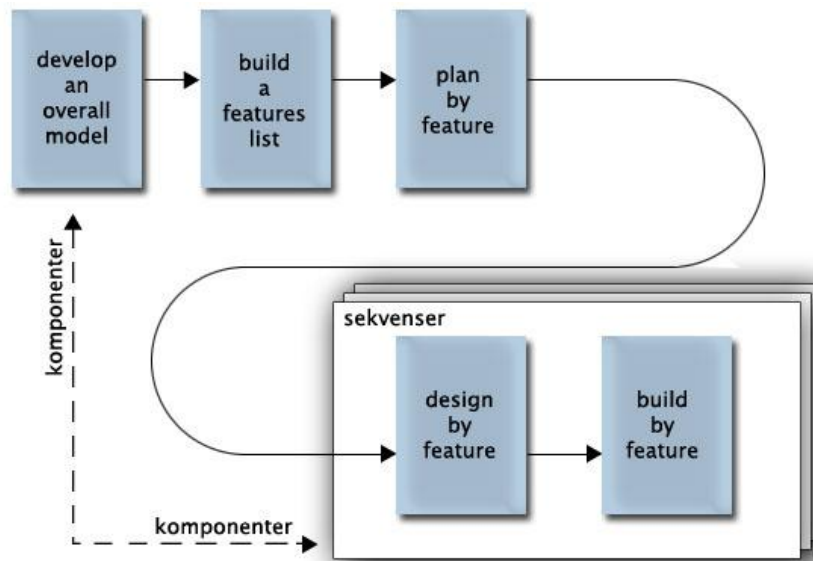 develop
an
overall
model
build
a
features
list
plan
by
feature
komponenter
sekvenser
design
by
feature
build
by
feature
komponenter